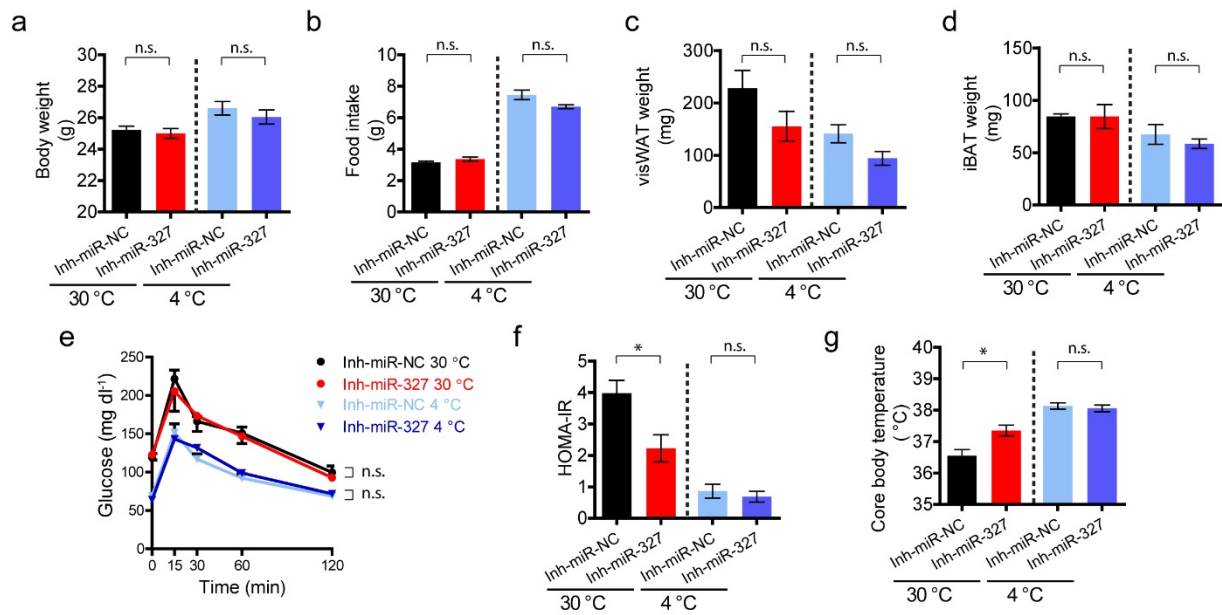 a
Body weight
(g)
30
28
26
24
22
20
n.s.
n.s.
Inh-miR-NC
Inh-miR-327
Inh-miR-NC
Inh-miR-327
30 °C
4 °C
b
Food intake
(g)
10
8
6
4
2
0
n.s.
n.s.
Inh-miR-NC
Inh-miR-327
Inh-miR-NC
Inh-miR-327
30 °C
4 °C
c
visWAT weight
(mg)
300
200
100
0
n.s.
n.s.
Inh-miR-NC
Inh-miR-327
Inh-miR-NC
Inh-miR-327
30 °C
4 °C
d
iBAT weight
(mg)
150
100
50
0
n.s.
n.s.
Inh-miR-NC
Inh-miR-327
Inh-miR-NC
Inh-miR-327
30 °C
4 °C
e
Glucose (mg dl⁻¹)
250
200
150
100
50
0
0 15 30 60 120
Time (min)
Inh-miR-NC 30 °C
Inh-miR-327 30 °C
Inh-miR-NC 4 °C
Inh-miR-327 4 °C
n.s.
n.s.
f
HOMA-IR
5
4
3
2
1
0
*
n.s.
Inh-miR-NC
Inh-miR-327
Inh-miR-NC
Inh-miR-327
30 °C
4 °C
g
Core body temperature
( °C)
40
39
38
37
36
35
*
n.s.
Inh-miR-NC
Inh-miR-327
Inh-miR-NC
Inh-miR-327
30 °C
4 °C